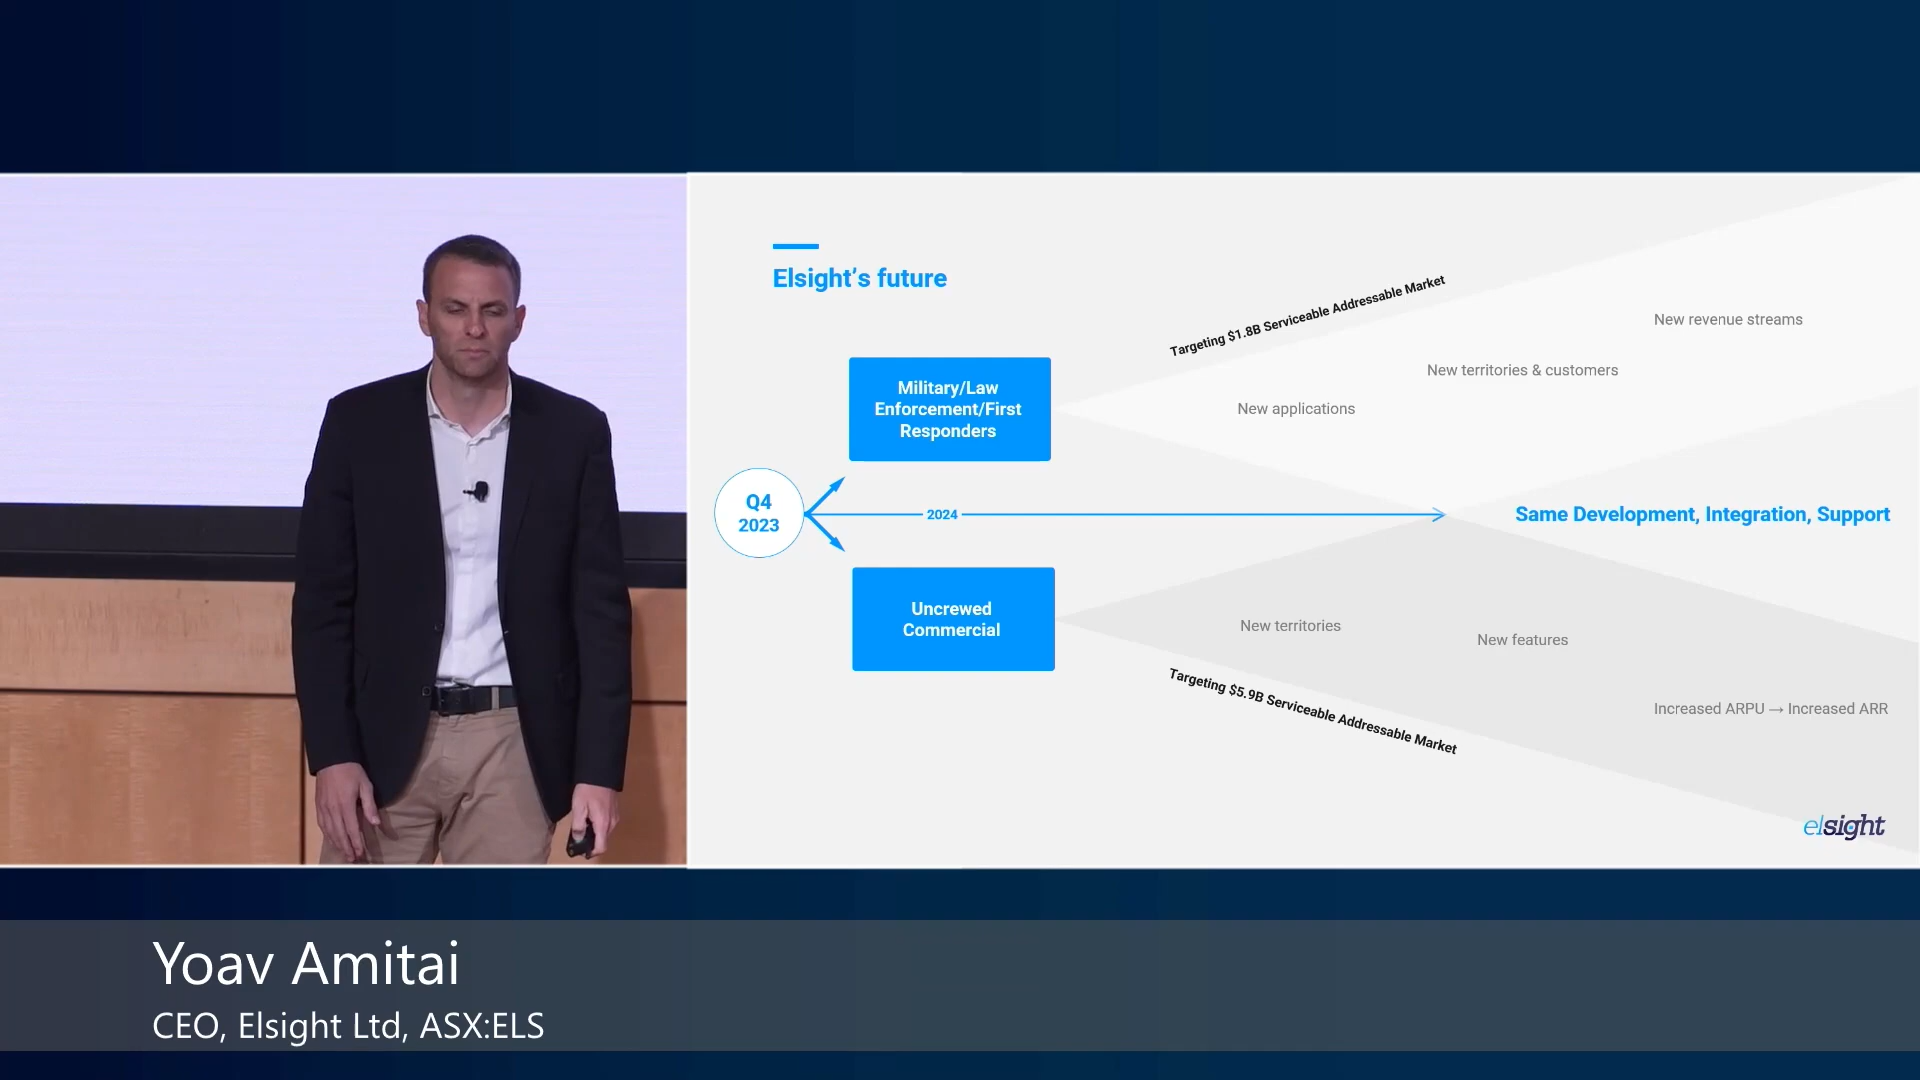 Elsight’s future
Targeting $1.8B Serviceable Addressable Market
New revenue streams
Military/Law
Enforcement/First
Responders
New territories & customers
New applications
Q4
2023
2024
Same Development, Integration, Support
Uncrewed
Commercial
New territories
New features
Targeting $5.9B Serviceable Addressable Market
Increased ARPU → Increased ARR
elsight
Yoav Amitai
CEO, Elsight Ltd, ASX:ELS